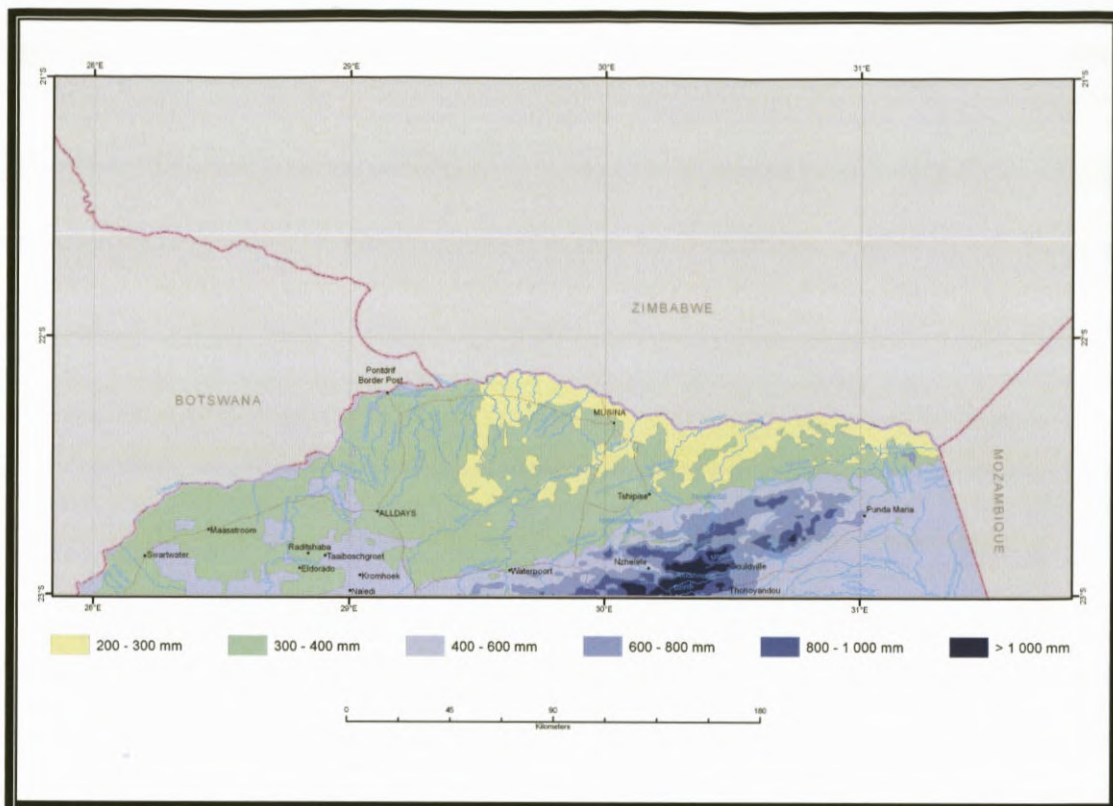 28°E 29°E 30°E 31°E
21°S 21°S
ZIMBABWE
22°S 22°S
Pontdrif
Border Post
BOTSWANA
MUSINA
MOZAMBIQUE
Tshipise
ALLDAYS
Punda Maria
Maasstroom
Swartwater
Raditshaba
Taaiboschgroet
Eldorado
Kromhoek
Waterpoort
Nzhelele
Naledi
Thohoyandou
23°S 23°S
28°E 29°E 30°E 31°E
200 - 300 mm 300 - 400 mm 400 - 600 mm 600 - 800 mm 800 - 1 000 mm > 1 000 mm
0 45 90 180
Kilometers